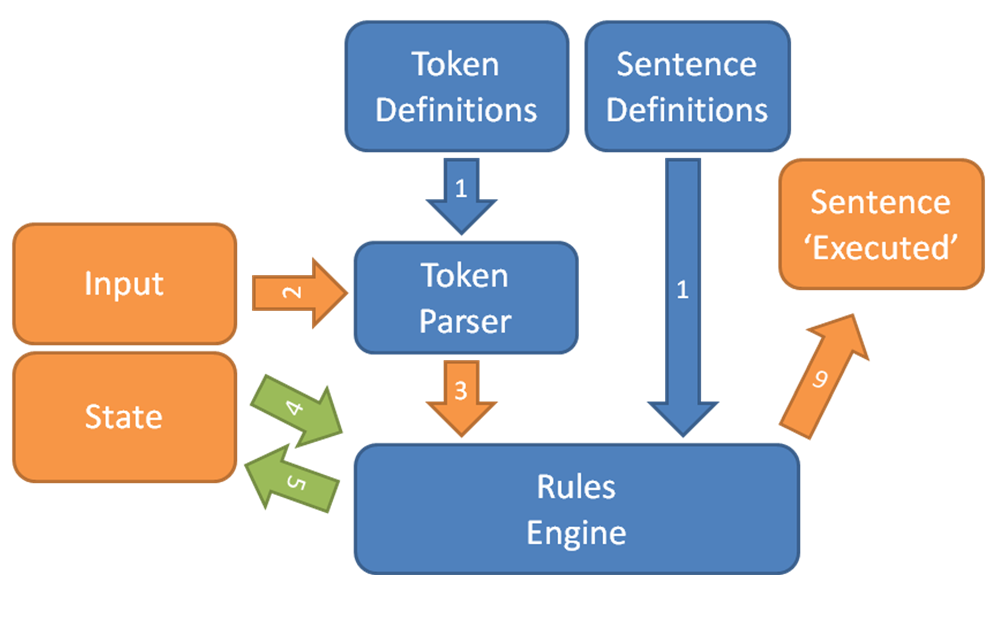 Token
Definitions
Sentence
Definitions
1
Sentence
'Executed'
Input
2
Token
Parser
1
State
4
3
6
5
Rules
Engine